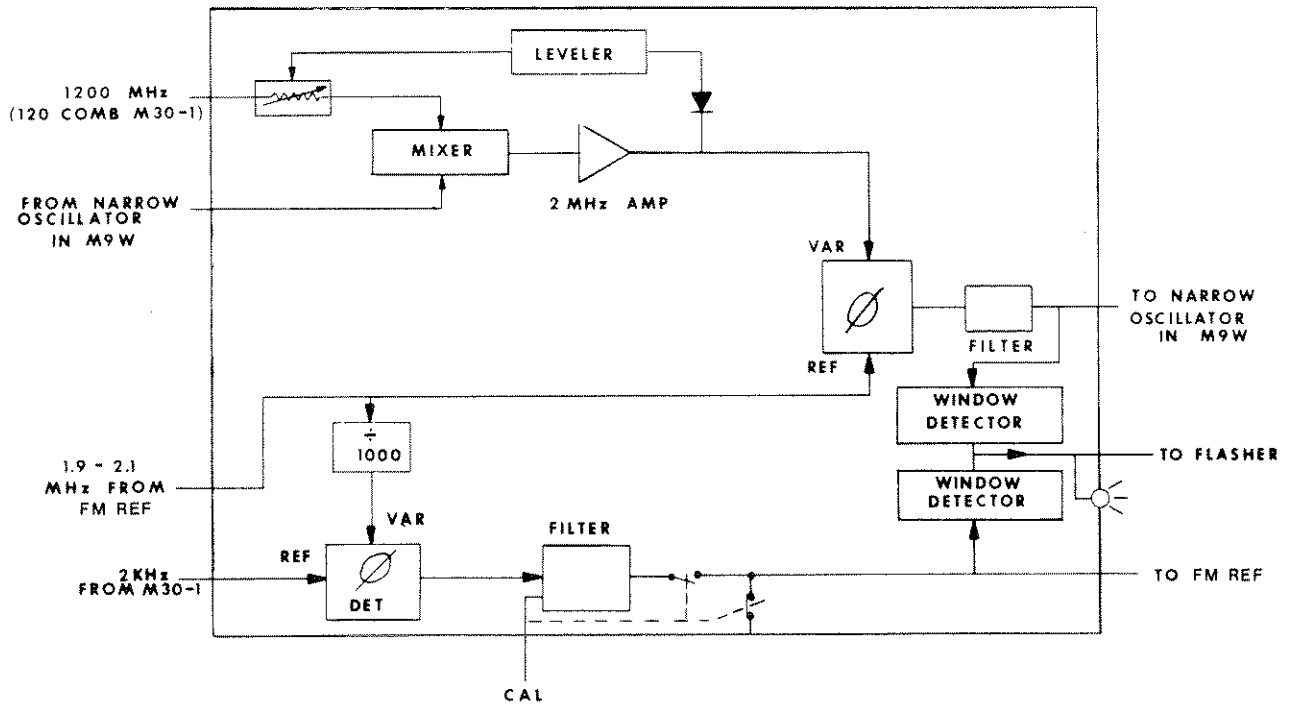 LEVELER
1200 MHz
(120 COMB M30-1)
MIXER
2 MHz AMP
FROM NARROW
OSCILLATOR
IN M9W
VAR
Ø
REF
FILTER
TO NARROW
OSCILLATOR
IN M9W
WINDOW
DETECTOR
÷
1000
TO FLASHER
1.9 - 2.1
MHz FROM
FM REF
WINDOW
DETECTOR
VAR
FILTER
REF
Ø
DET
2KHz
FROM M30-1
TO FM REF
CAL